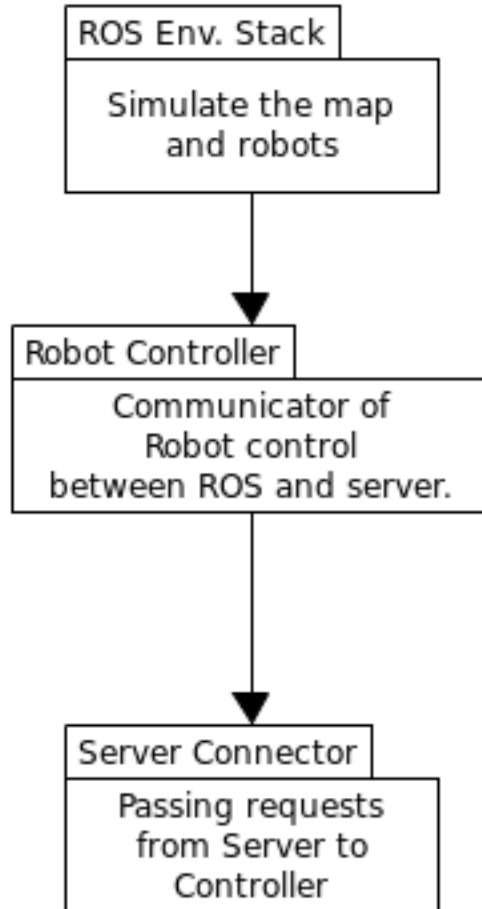 ROS Env. Stack
Simulate the map
and robots
Robot Controller
Communicator of
Robot control
between ROS and server.
Server Connector
Passing requests
from Server to
Controller